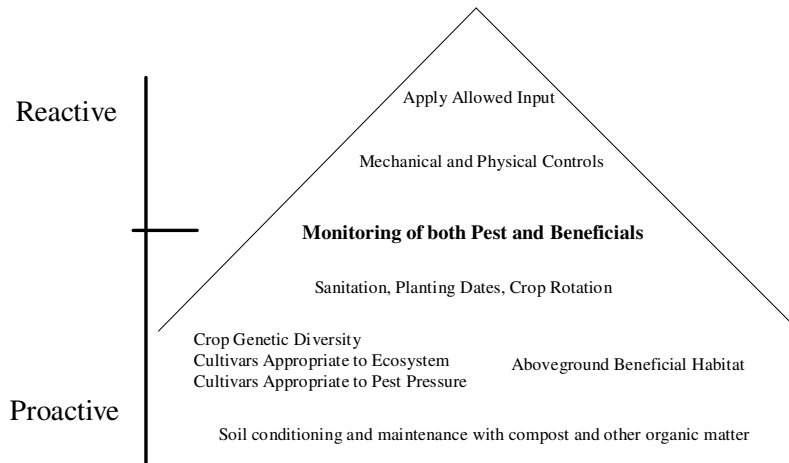 Reactive
Apply Allowed Input
Mechanical and Physical Controls
Monitoring of both Pest and Beneficials
Sanitation, Planting Dates, Crop Rotation
Crop Genetic Diversity
Cultivars Appropriate to Ecosystem
Cultivars Appropriate to Pest Pressure
Aboveground Beneficial Habitat
Proactive
Soil conditioning and maintenance with compost and other organic matter